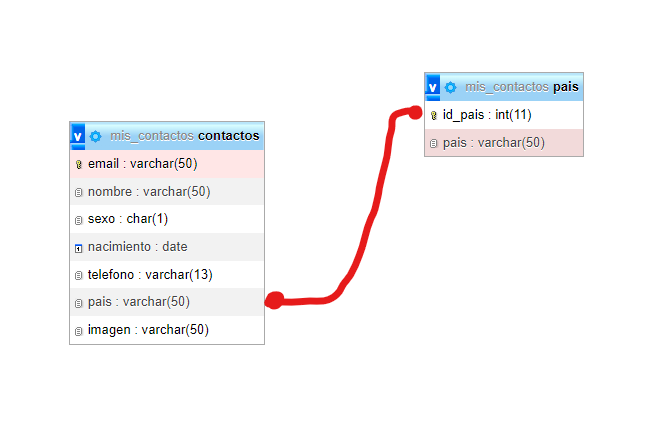 v mis_contactos pais
id_pais : int(11)
pais : varchar(50)
v mis_contactos contactos
email : varchar(50)
nombre : varchar(50)
sexo : char(1)
nacimiento : date
telefono : varchar(13)
pais : varchar(50)
imagen : varchar(50)